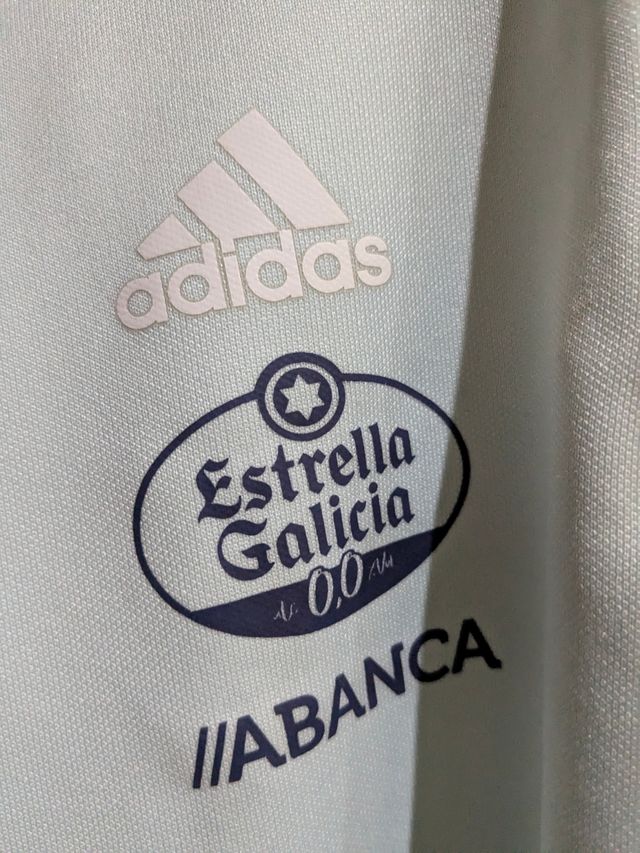 adidas
Estrella
Galicia
0,0
//ABANCA